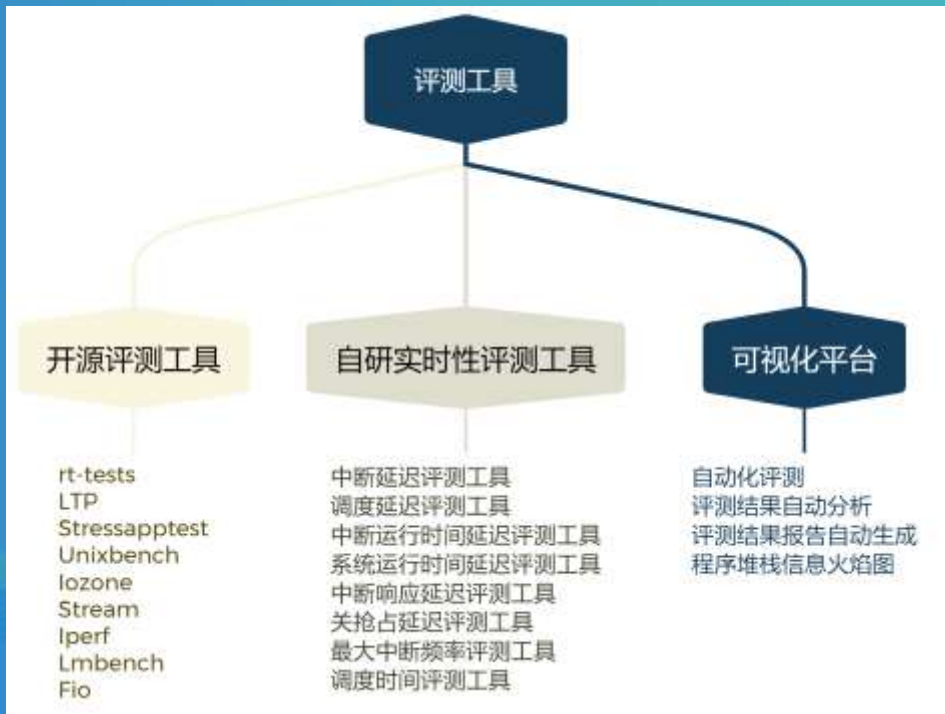 评测工具
开源评测工具
自研实时性评测工具
可视化平台
rt-tests
LTP
Stressapptest
Unixbench
Iozone
Stream
Iperf
Lmbench
Fio
中断延迟评测工具
调度延迟评测工具
中断运行时间延迟评测工具
系统运行时间延迟评测工具
中断响应延迟评测工具
关抢占延迟评测工具
最大中断频率评测工具
调度时间评测工具
自动化评测
评测结果自动分析
评测结果报告自动生成
程序堆栈信息火焰图